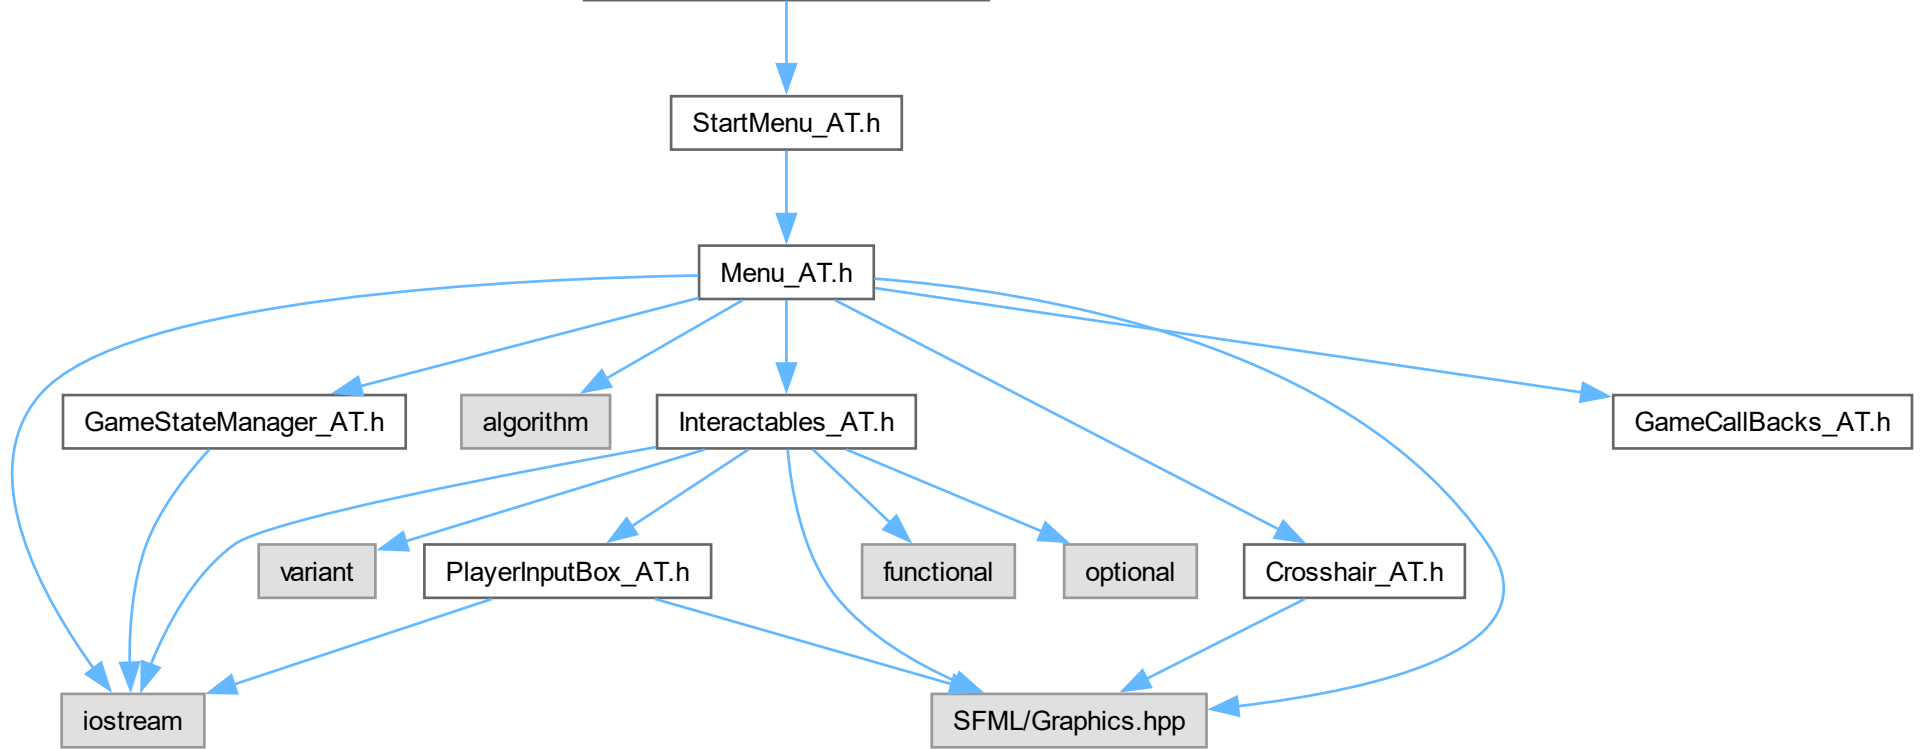 StartMenu_AT.h
Menu_AT.h
GameStateManager_AT.h
algorithm
Interactables_AT.h
GameCallBacks_AT.h
variant
PlayerInputBox_AT.h
functional
optional
Crosshair_AT.h
iostream
SFML/Graphics.hpp